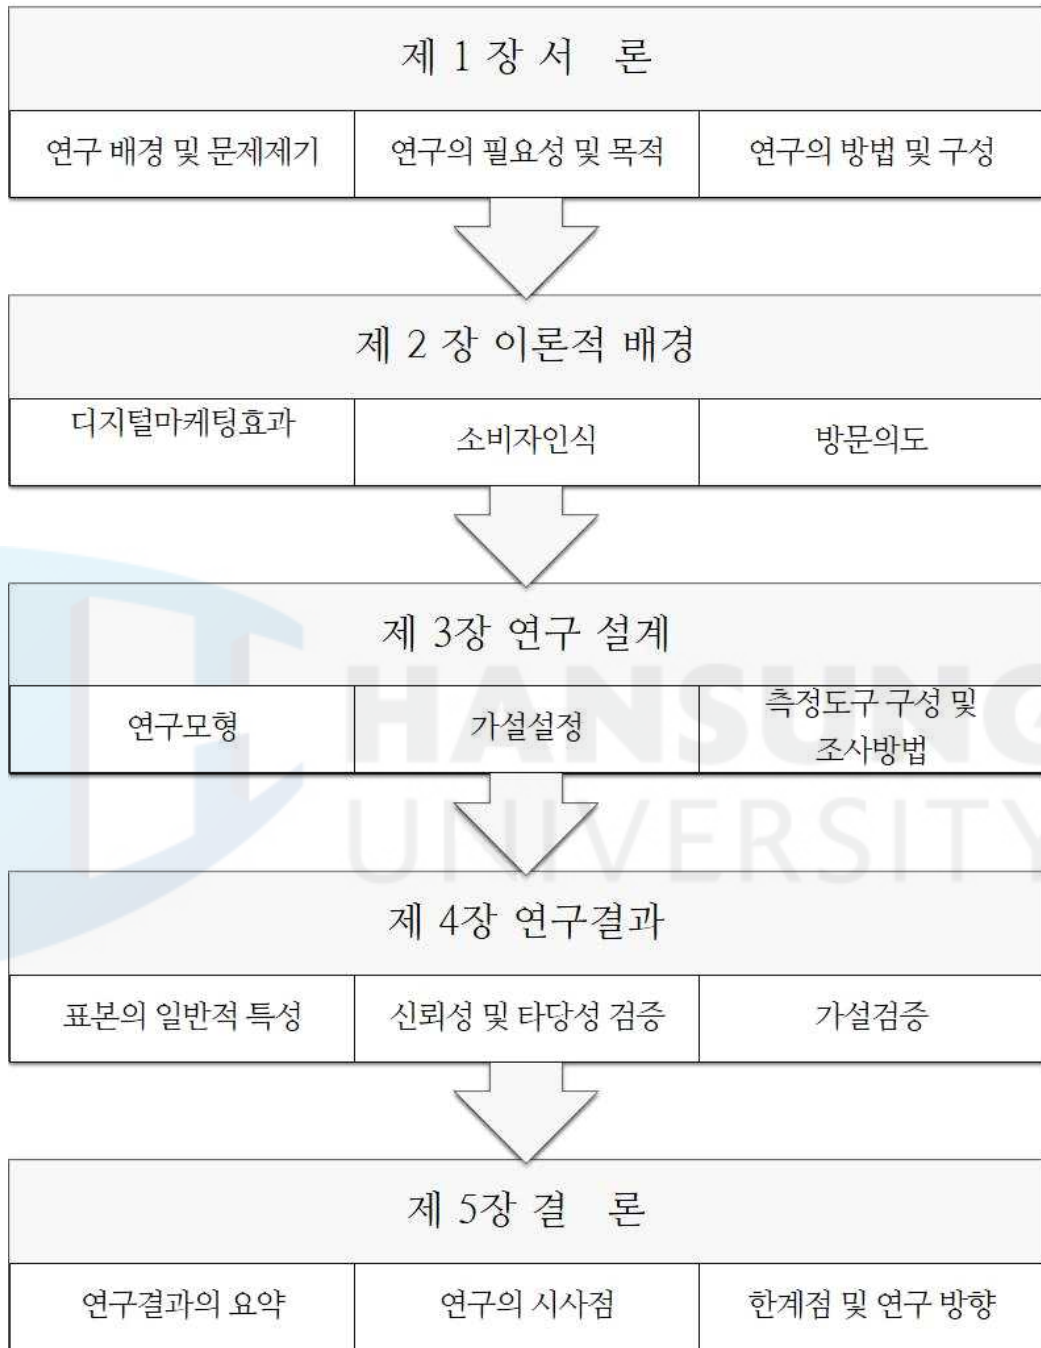 제 1 장 서 론
연구 배경 및 문제제기
연구의 필요성 및 목적
연구의 방법 및 구성
제 2 장 이론적 배경
디지털마케팅효과
소비자인식
방문의도
제 3장 연구 설계
연구모형
가설설정
측정도구 구성 및
조사방법
HANSUNG
UNIVERSITY
제 4장 연구결과
표본의 일반적 특성
신뢰성 및 타당성 검증
가설검증
제 5장 결 론
연구결과의 요약
연구의 시사점
한계점 및 연구 방향